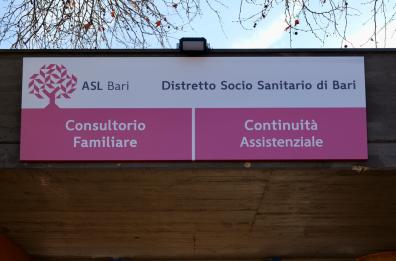 ASL Bari Distretto Socio Sanitario di Bari
Consultorio
Familiare
Continuità
Assistenziale